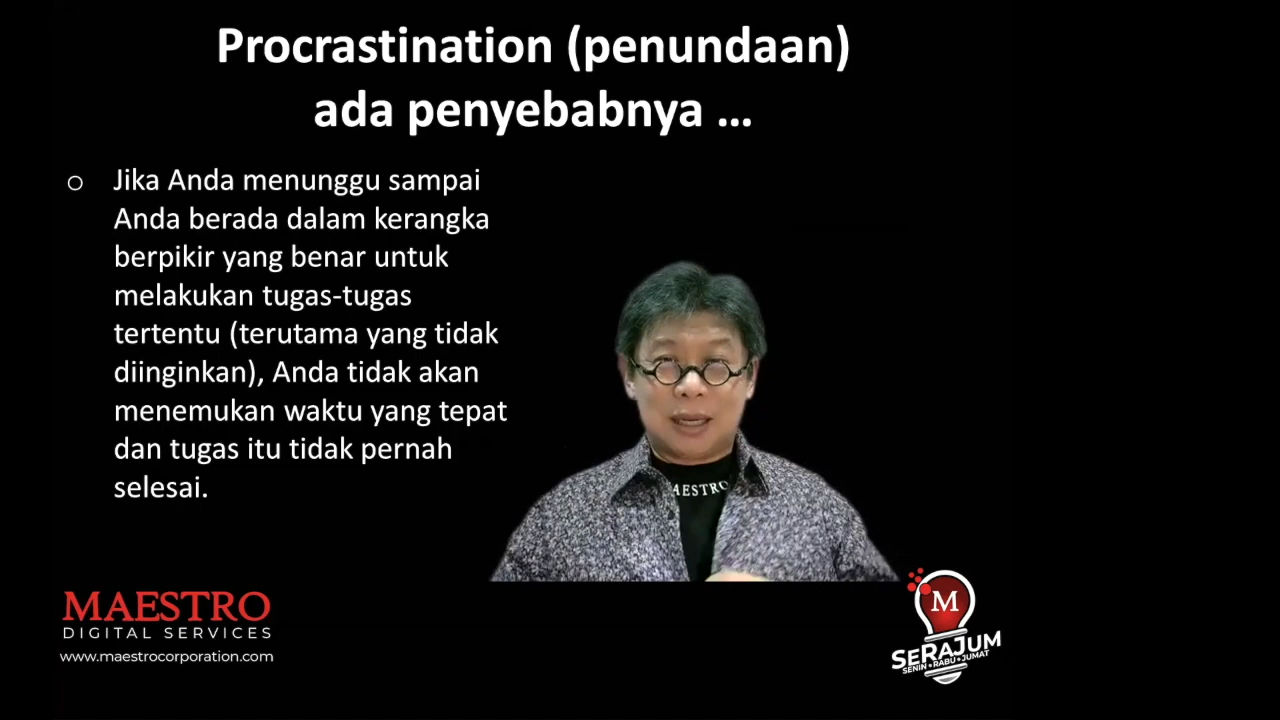 Procrastination (penundaan)
ada penyebabnya ...
Jika Anda menunggu sampai
Anda berada dalam kerangka
berpikir yang benar untuk
melakukan tugas-tugas
tertentu (terutama yang tidak
diinginkan), Anda tidak akan
menemukan waktu yang tepat
dan tugas itu tidak pernah
selesai.
MAESTRO
MAESTRO
DIGITAL SERVICES
www.maestrocorporation.com
M
SERAJUM
SENIN • RABU • JUMAT